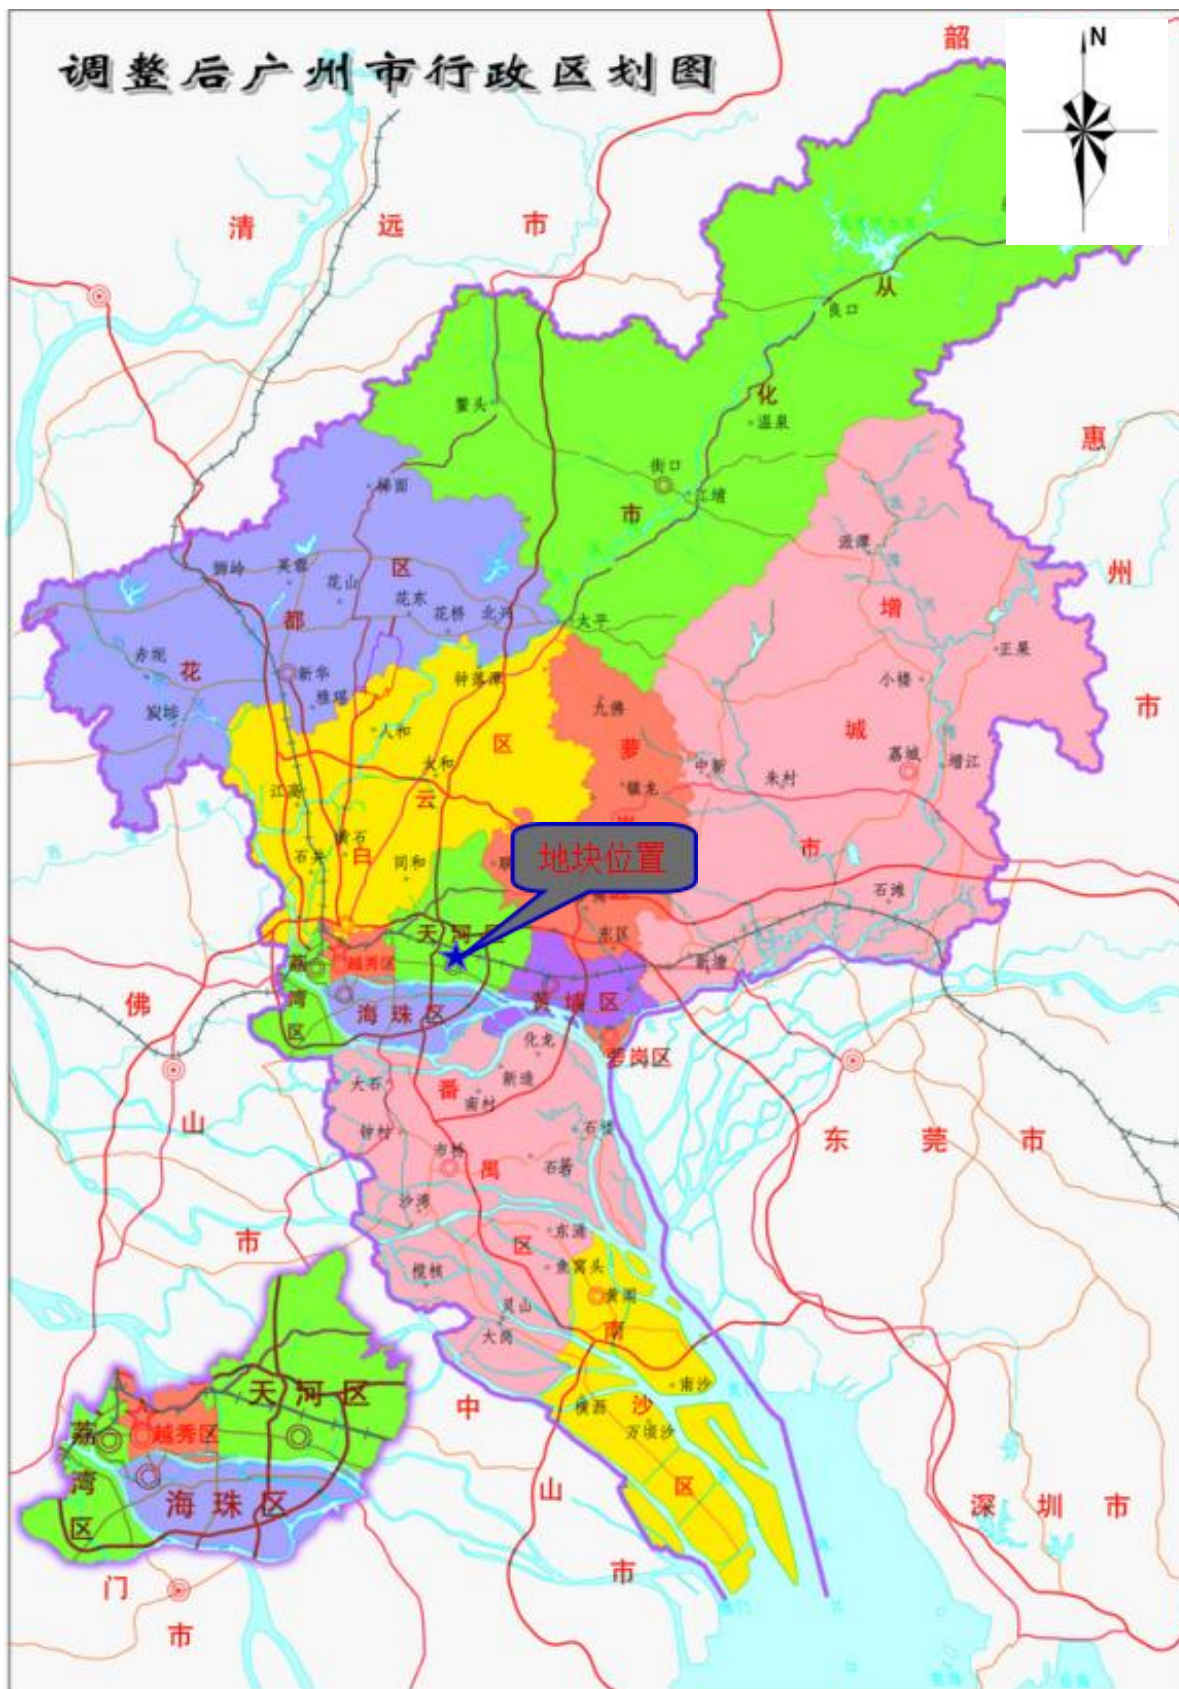 调整后广州市行政区划图
N
韶
清远市
从
良口
鳌头
化
温泉
惠
街口
江埔
梯面
市
派潭
州
狮岭
芙蓉
区
花山
花东
增
花桥
北兴
太平
都
正果
赤坭
花
新华
钟落潭
小楼
市
雅瑶
炭步
九佛
人和
区
萝
城
中新
荔城
增江
太和
朱村
镇龙
江高
云
岗
黄石
白
市
石井
同和
联
地块位置
石滩
区
天河区
东区
新塘
荔
越秀区
佛
湾
海珠区
黄埔区
区
化龙
萝岗区
大石
新造
番
南村
山
石楼
东莞市
钟村
市桥
石碁
禺
沙湾
东涌
市
区
鱼窝头
榄核
黄阁
灵山
大岗
南
南沙
天河区
中
横沥
沙
荔
越秀区
万顷沙
湾
区
海珠区
山
深圳市
区
市
门
市